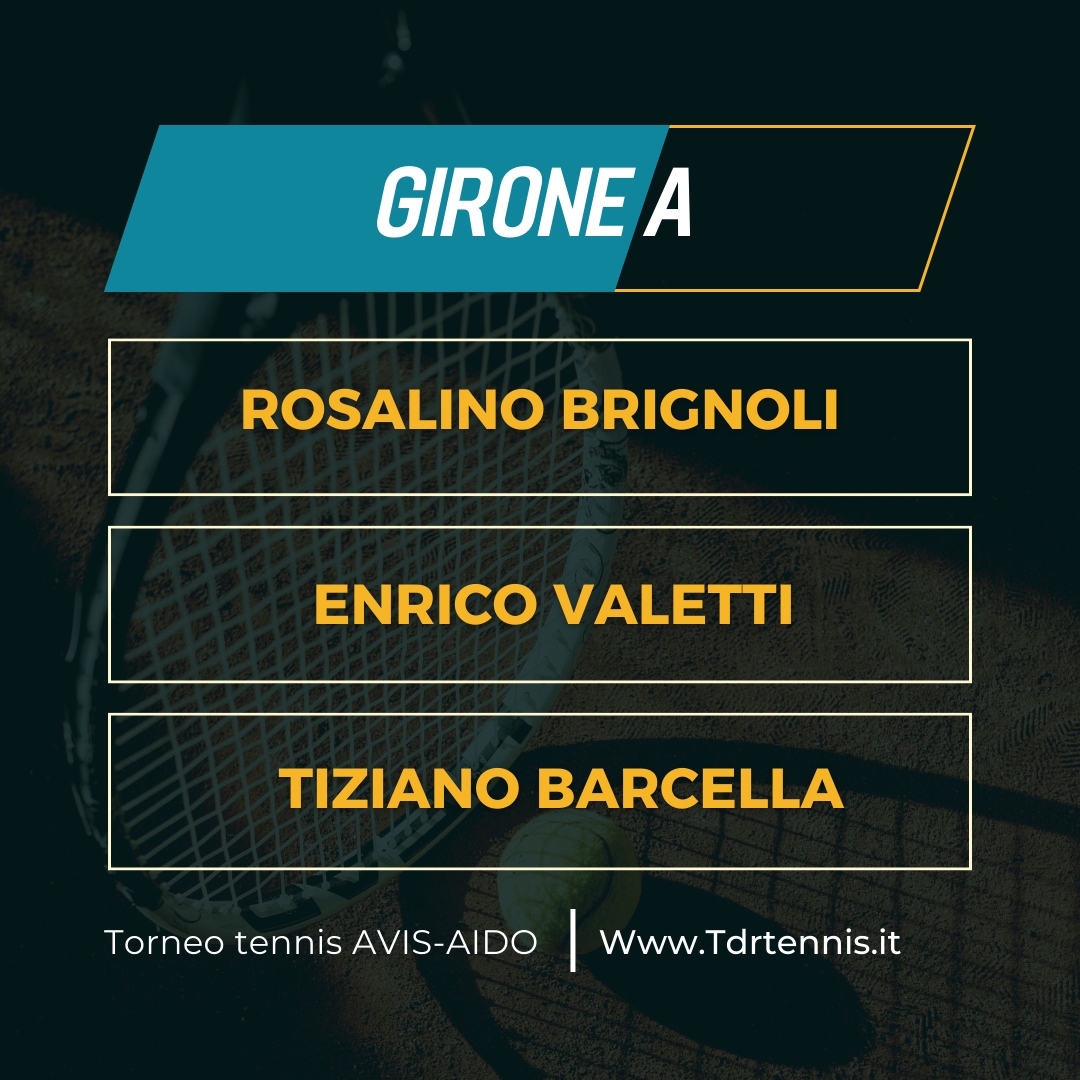 GIRONE A
ROSALINO BRIGNOLI
ENRICO VALETTI
TIZIANO BARCELLA
Torneo tennis AVIS-AIDO
Www.Tdrtennis.it